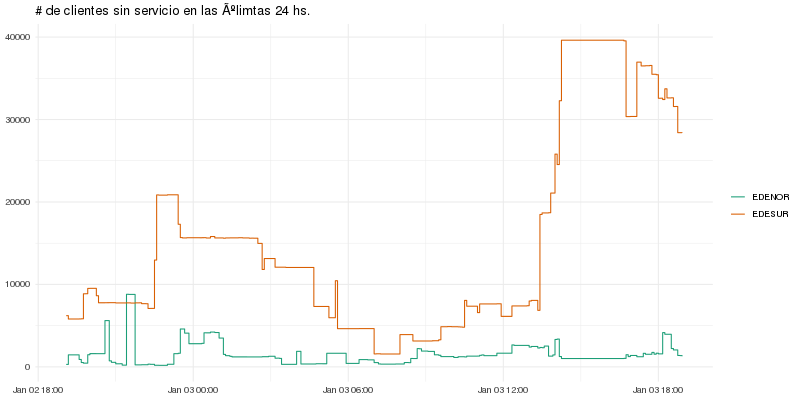 # de clientes sin servicio en las Ãºlimtas 24 hs.
40000
30000
20000
10000
0
Jan 02 18:00
Jan 03 00:00
Jan 03 06:00
Jan 03 12:00
Jan 03 18:00
EDENOR
EDESUR